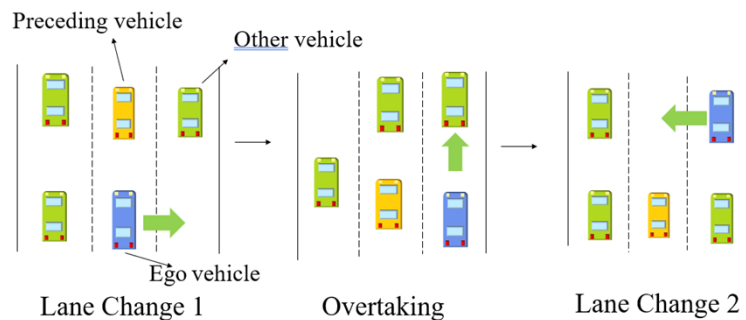 Preceding vehicle
Other vehicle
Ego vehicle
Lane Change 1
Overtaking
Lane Change 2